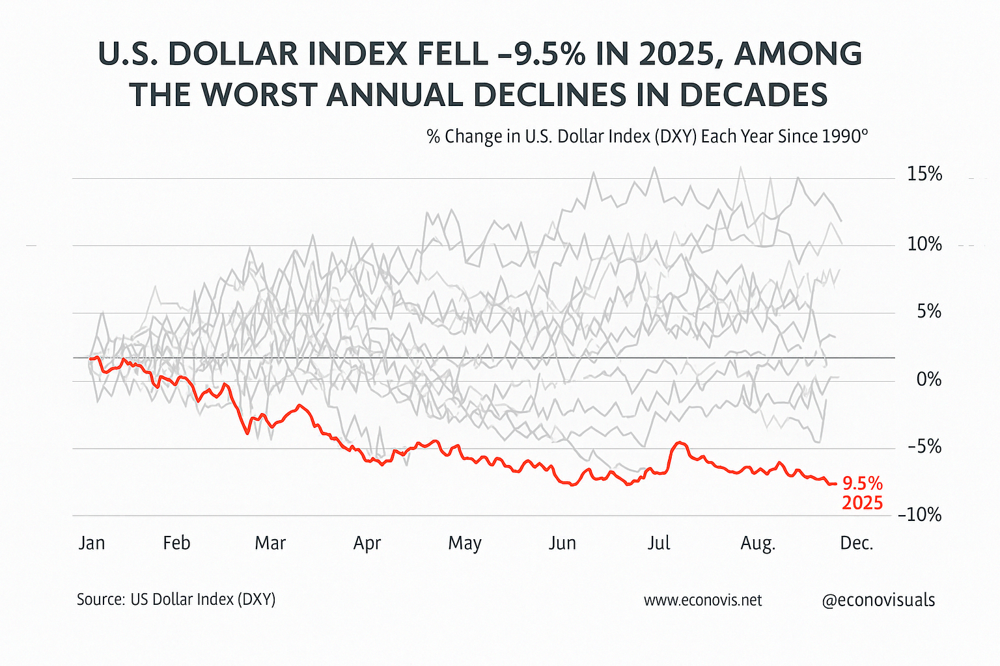 U.S. DOLLAR INDEX FELL –9.5% IN 2025, AMONG
THE WORST ANNUAL DECLINES IN DECADES
% Change in U.S. Dollar Index (DXY) Each Year Since 1990º
15%
10%
5%
0%
–5%
9.5%
2025
–10%
Jan Feb Mar Apr May Jun Jul Aug. Dec.
Source: US Dollar Index (DXY) www.econovis.net @econovisuals